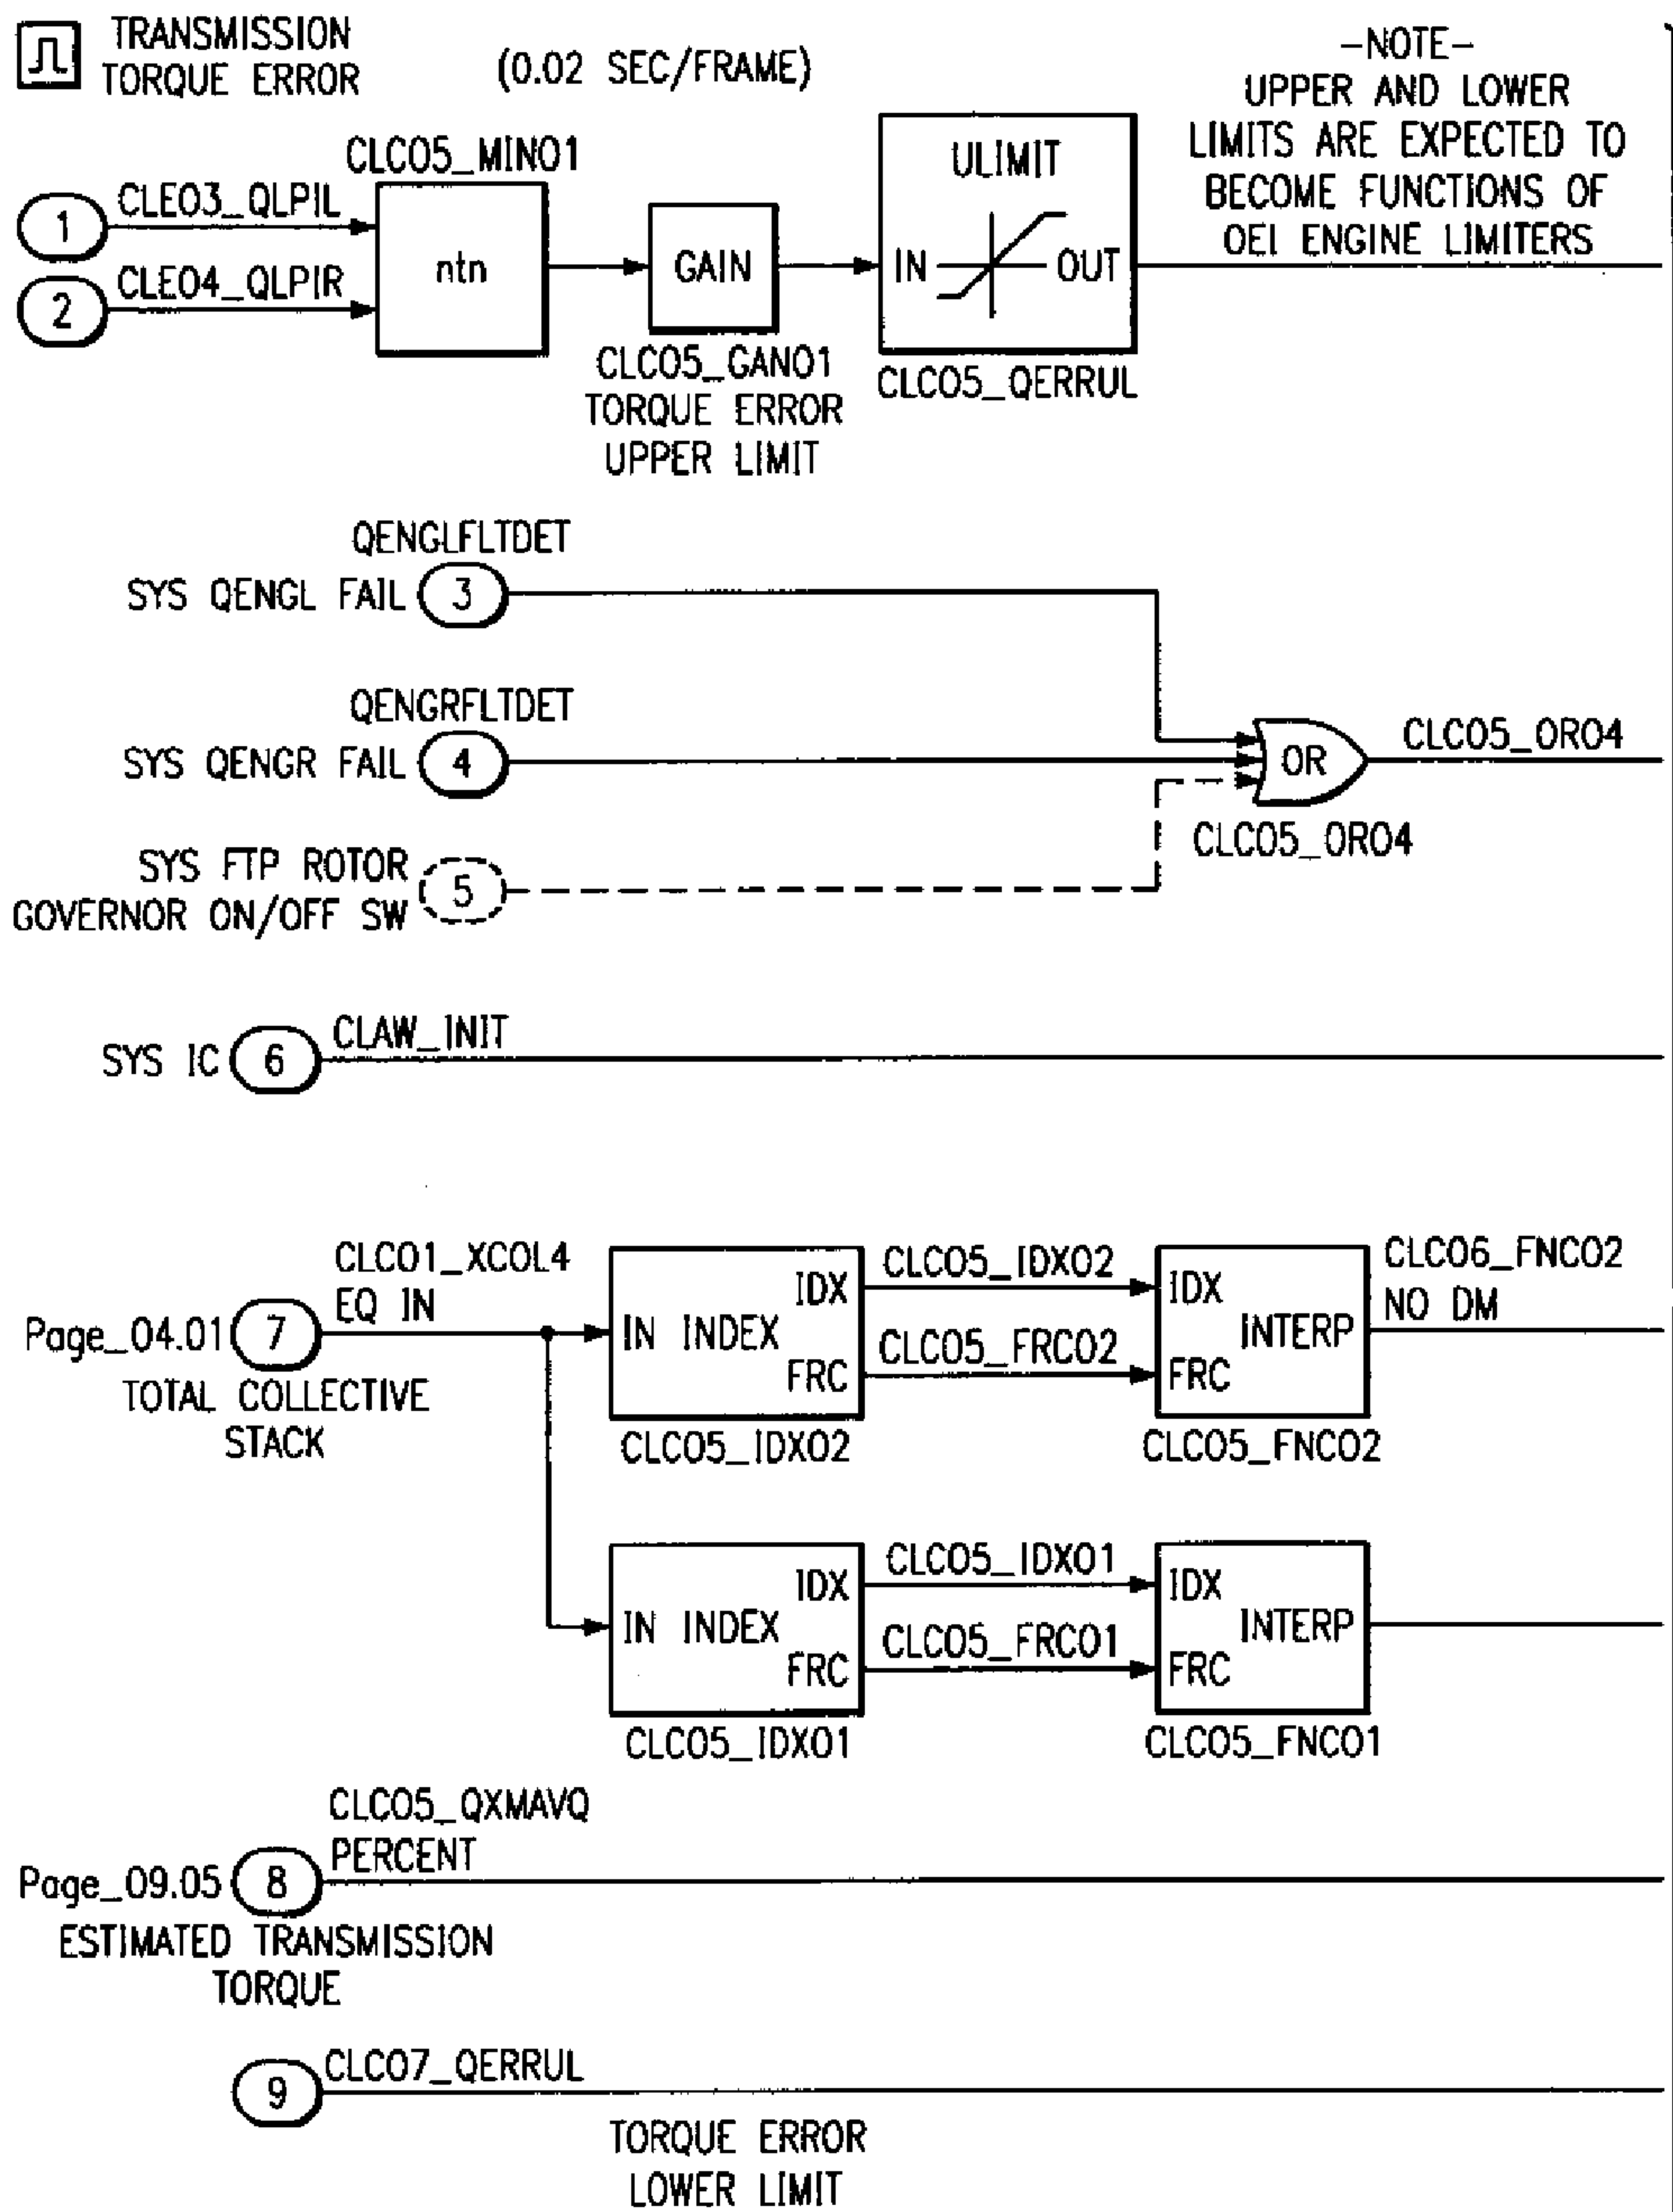 TRANSMISSION
TORQUE ERROR
(0.02 SEC/FRAME)
-NOTE-
UPPER AND LOWER
LIMITS ARE EXPECTED TO
BECOME FUNCTIONS OF
OEI ENGINE LIMITERS
CLC05_MIN01
1
CLE03_QLPIL
2
CLE04_QLPIR
ntn
GAIN
CLC05_GAN01
TORQUE ERROR
UPPER LIMIT
ULIMIT
IN
OUT
CLC05_QERRUL
QENGLFLTDET
SYS QENGL FAIL
3
QENGRFLTDET
SYS QENGR FAIL
4
OR
CLC05_OR04
CLC05_OR04
SYS FTP ROTOR
GOVERNOR ON/OFF SW
5
SYS IC
6
CLAW_INIT
CLC01_XCOL4
EQ IN
Page_04.01
7
TOTAL COLLECTIVE
STACK
IN INDEX
IDX
FRC
CLC05_IDX02
CLC05_IDX02
CLC05_FRC02
IDX
INTERP
FRC
CLC05_FNC02
CLC06_FNC02
NO DM
IN INDEX
IDX
FRC
CLC05_IDX01
CLC05_IDX01
CLC05_FRC01
IDX
INTERP
FRC
CLC05_FNC01
CLC05_QXMAVQ
PERCENT
Page_09.05
8
ESTIMATED TRANSMISSION
TORQUE
9
CLC07_QERRUL
TORQUE ERROR
LOWER LIMIT